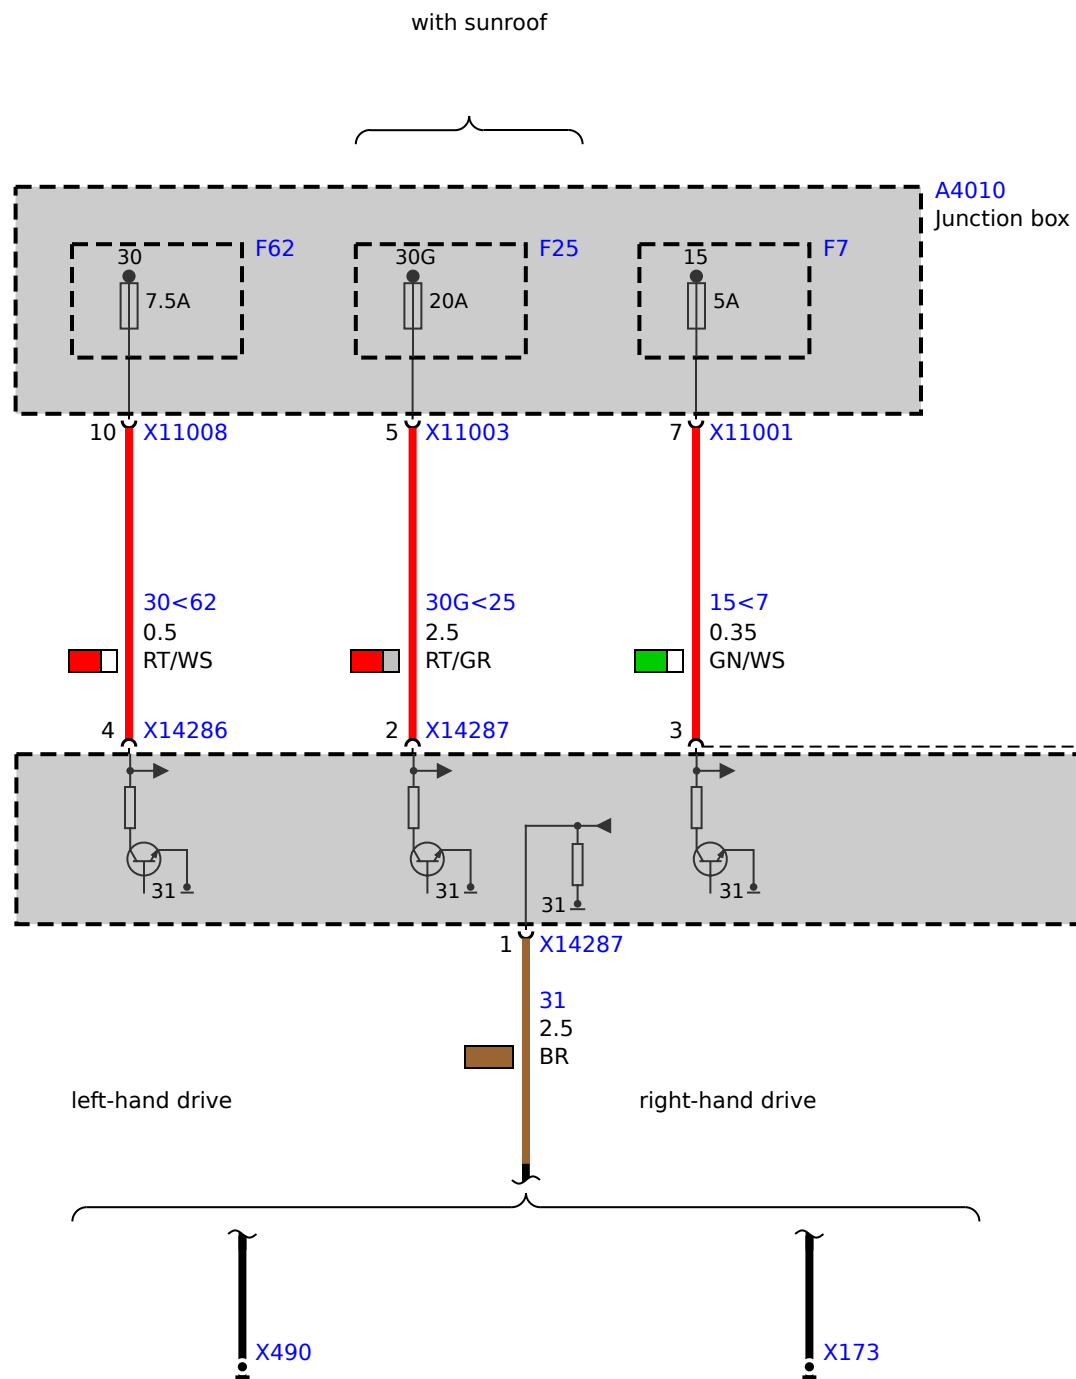 with sunroof
A4010
Junction box
30
F62
30G
F25
15
F7
7.5A
20A
5A
10 X11008
5 X11003
7 X11001
30<62
30G<25
15<7
0.5
2.5
0.35
RT/WS
RT/GR
GN/WS
4 X14286
2 X14287
3
31
31
31
31
1 X14287
31
2.5
BR
left-hand drive
right-hand drive
X490
X173